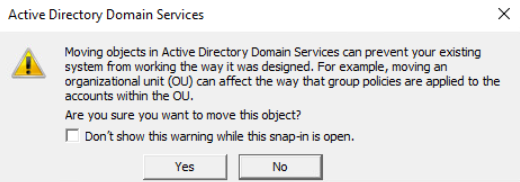 Active Directory Domain Services
Moving objects in Active Directory Domain Services can prevent your existing
system from working the way it was designed. For example, moving an
organizational unit (OU) can affect the way that group policies are applied to the
accounts within the OU.
Are you sure you want to move this object?
Don't show this warning while this snap-in is open.
Yes No